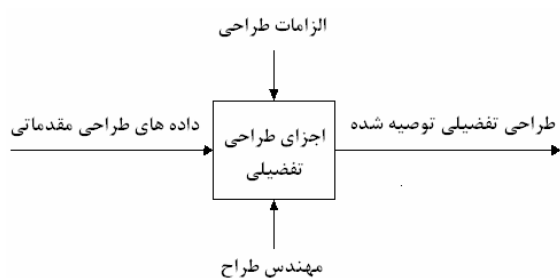 الزامات طراحی
داده های طراحی مقدماتی
اجزای طراحی
تفضیلی
طراحی تفضیلی توصیه شده
مهندس طراح